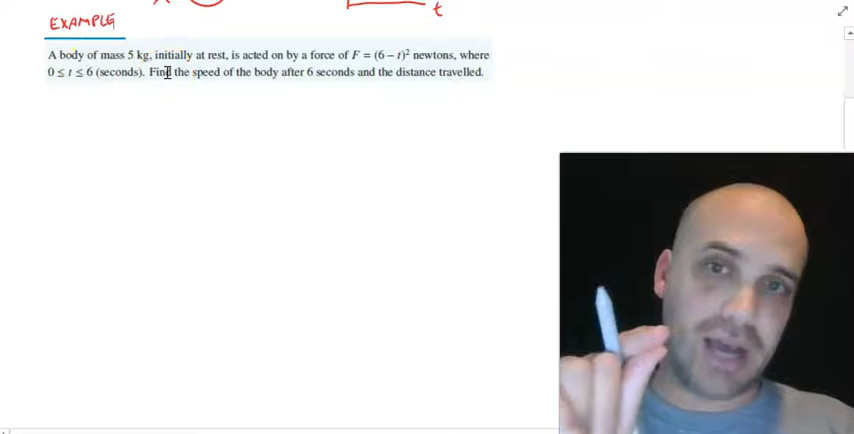 t
EXAMPLE
A body of mass 5 kg, initially at rest, is acted on by a force of F = (6 – t)² newtons, where
0 ≤ t ≤ 6 (seconds). Find the speed of the body after 6 seconds and the distance travelled.